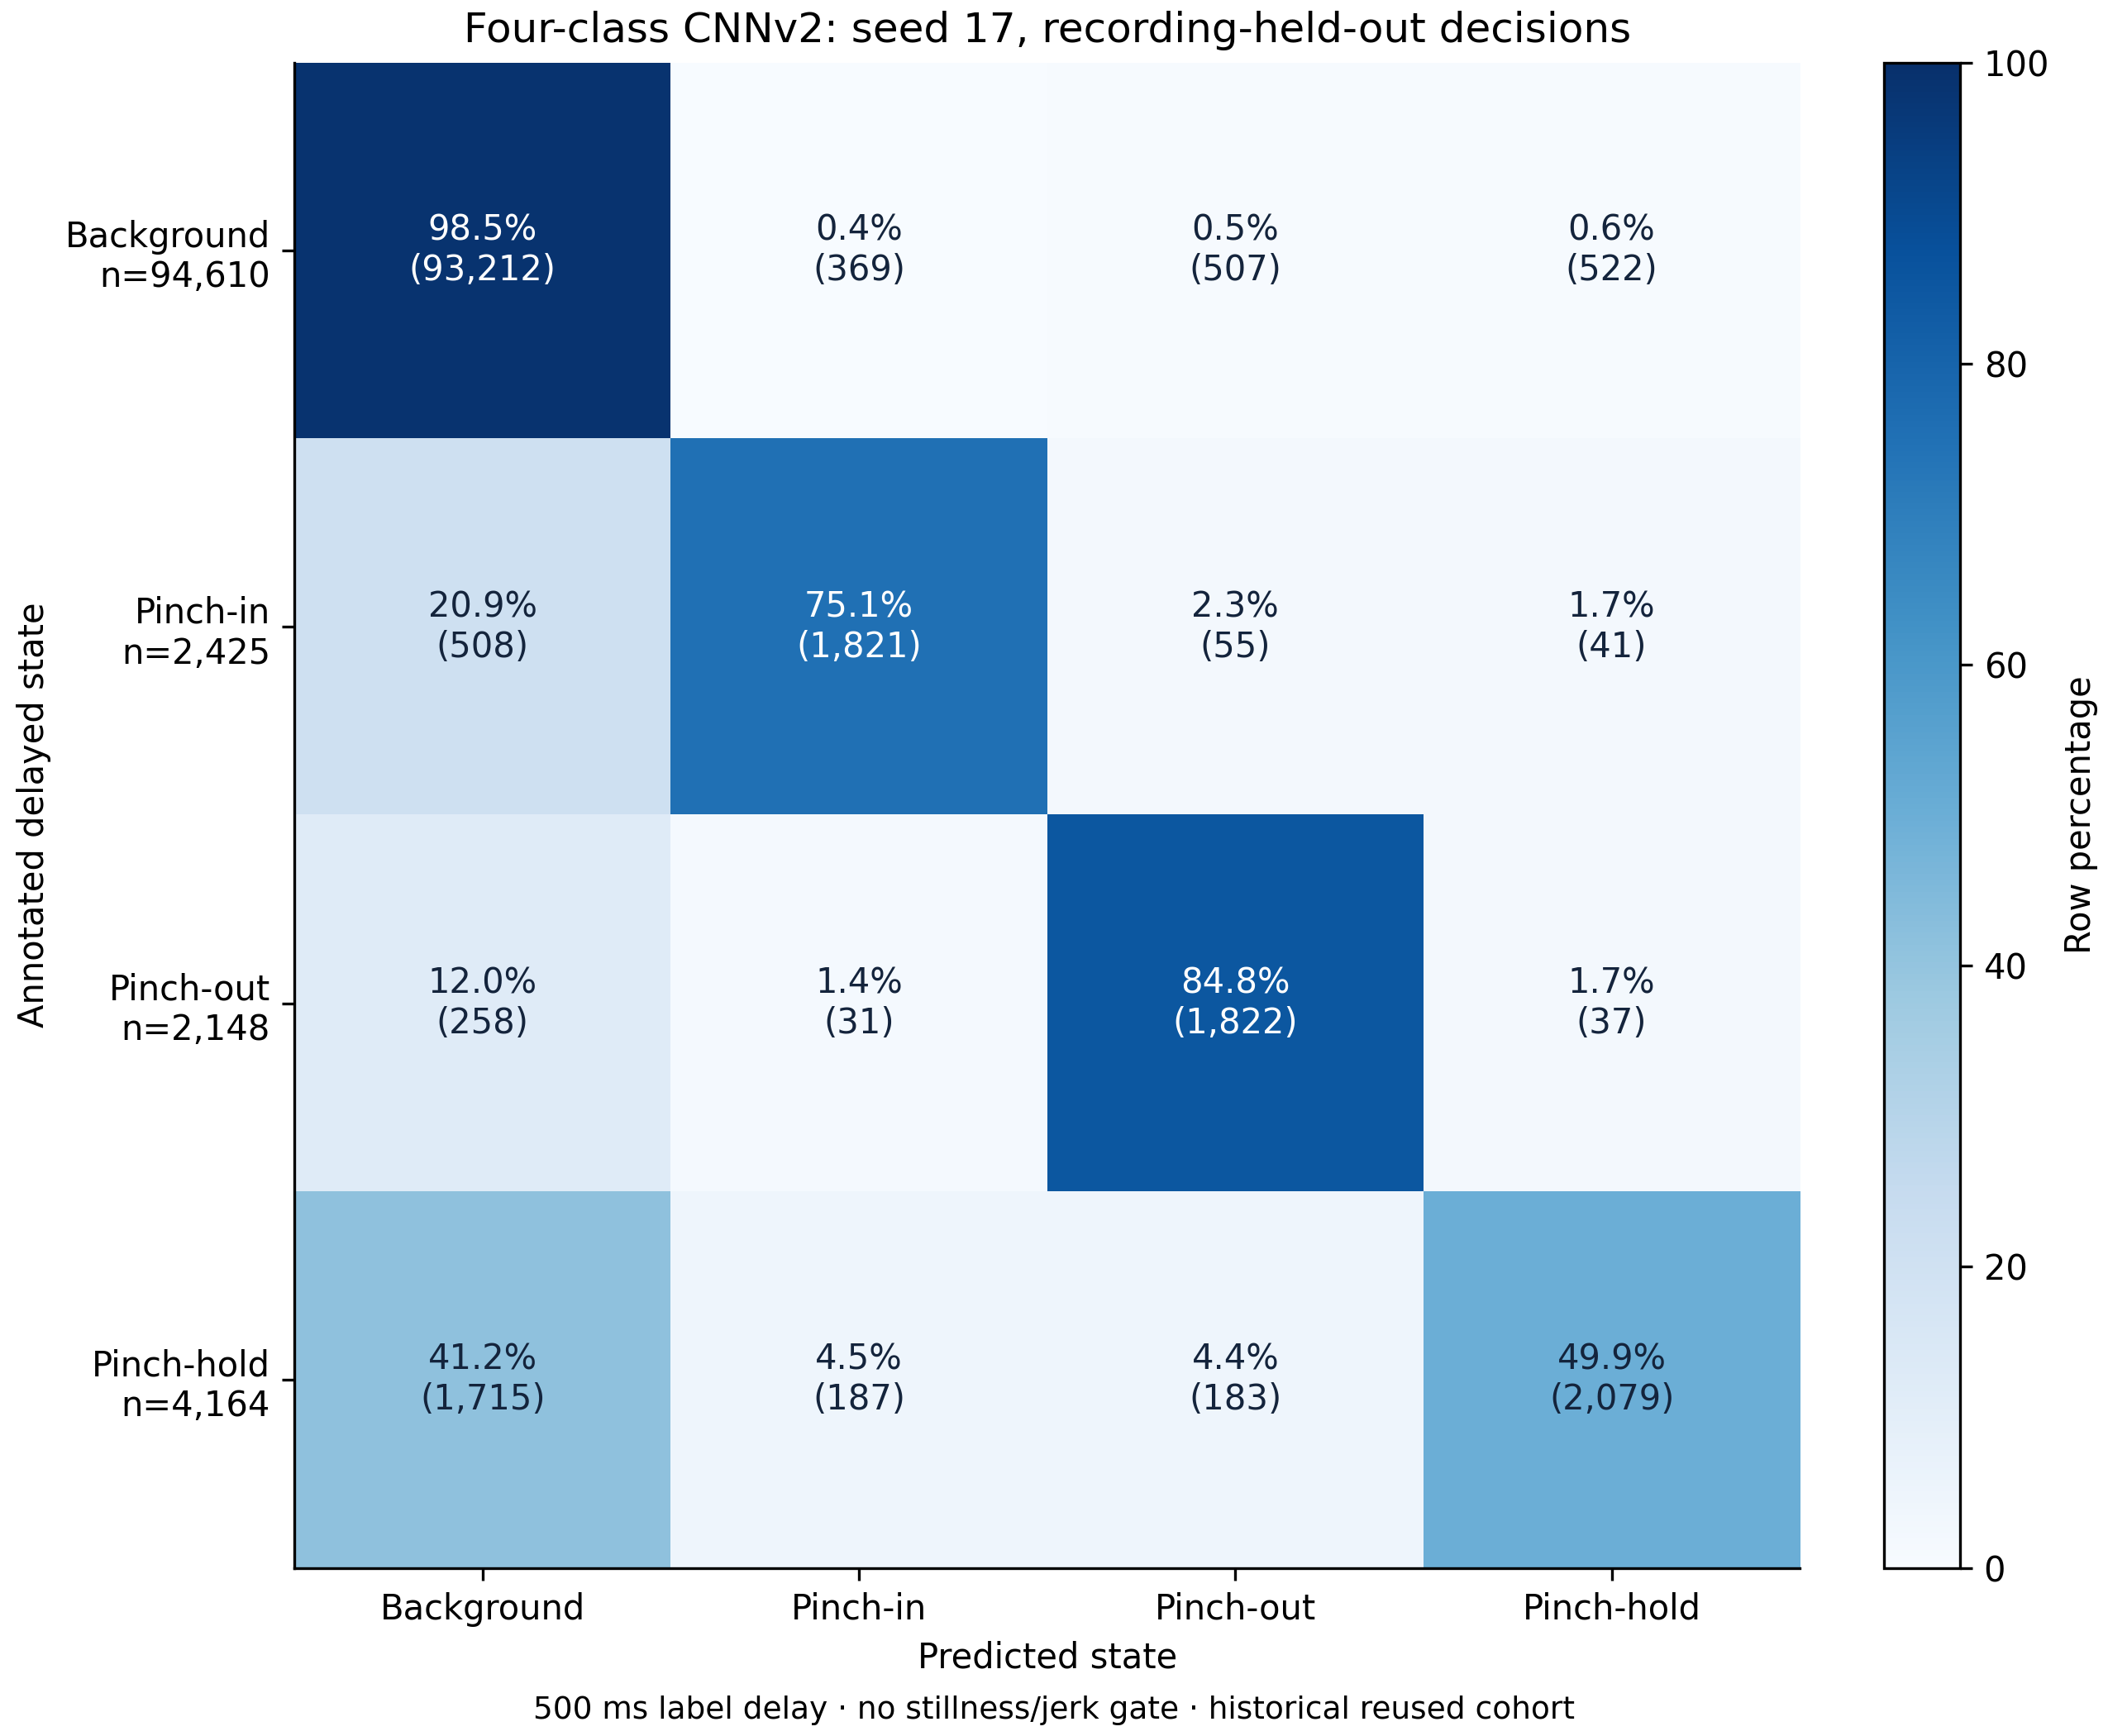 Four-class CNNv2: seed 17, recording-held-out decisions
Annotated delayed state
Background
n=94,610
98.5%
(93,212)
0.4%
(369)
0.5%
(507)
0.6%
(522)
Pinch-in
n=2,425
20.9%
(508)
75.1%
(1,821)
2.3%
(55)
1.7%
(41)
Pinch-out
n=2,148
12.0%
(258)
1.4%
(31)
84.8%
(1,822)
1.7%
(37)
Pinch-hold
n=4,164
41.2%
(1,715)
4.5%
(187)
4.4%
(183)
49.9%
(2,079)
Background
Pinch-in
Pinch-out
Pinch-hold
Predicted state
500 ms label delay · no stillness/jerk gate · historical reused cohort
100
80
60
40
20
0
Row percentage